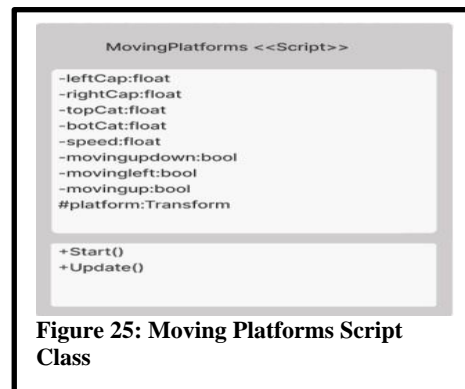 MovingPlatforms <<Script>>
-leftCap:float
-rightCap:float
-topCat:float
-botCat:float
-speed:float
-movingupdown:bool
-movingleft:bool
-movingup:bool
#platform:Transform
+Start()
+Update()
Figure 25: Moving Platforms Script
Class